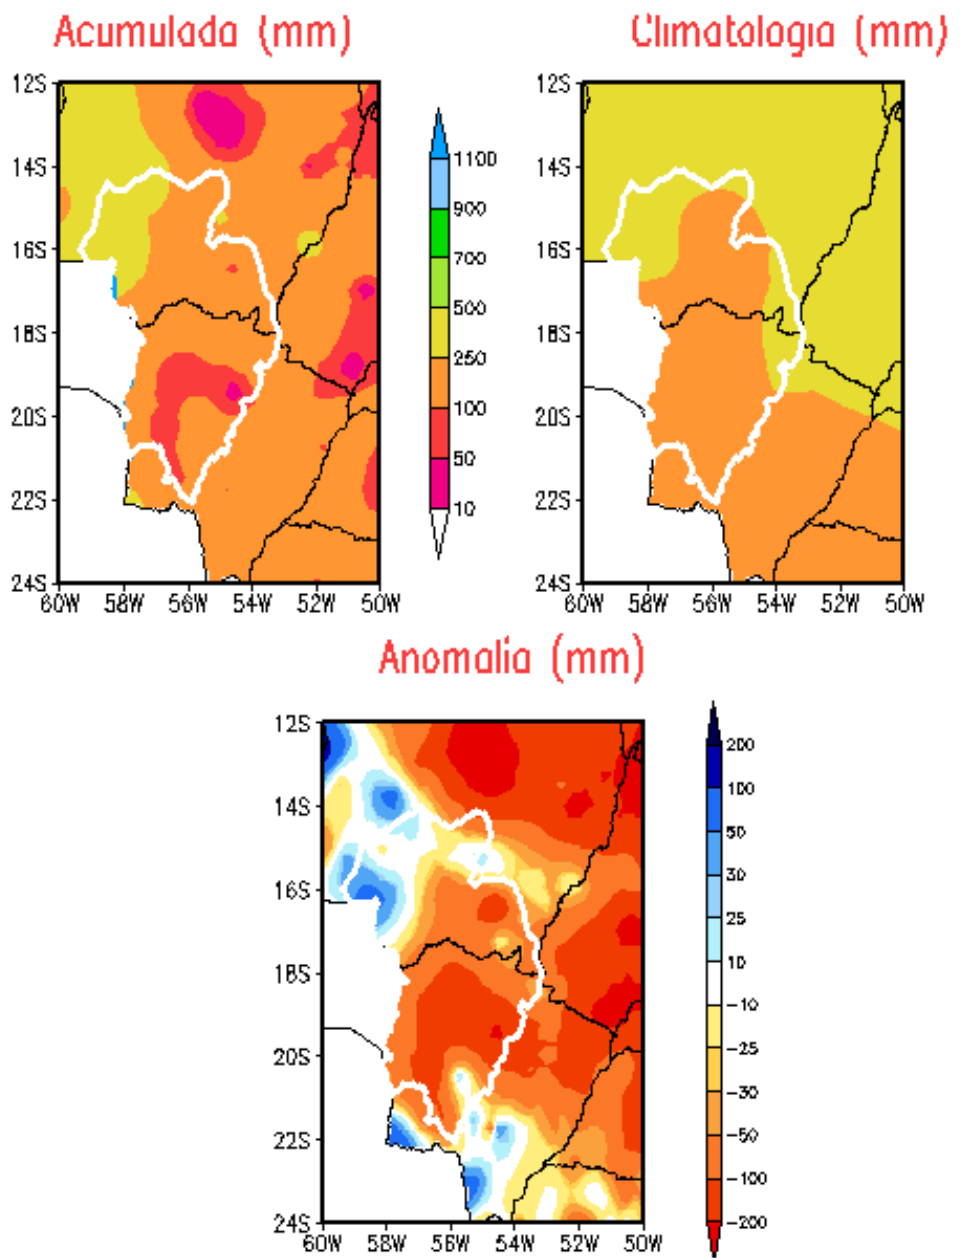 Acumulada (mm)
Climatologia (mm)
12S
14S
16S
18S
20S
22S
24S
60W 58W 56W 54W 52W 50W
1100
900
700
500
250
100
50
10
12S
14S
16S
18S
20S
22S
24S
60W 58W 56W 54W 52W 50W
Anomalia (mm)
12S
14S
16S
18S
20S
22S
24S
60W 58W 56W 54W 52W 50W
200
100
50
30
25
10
-10
-25
-30
-50
-100
-200